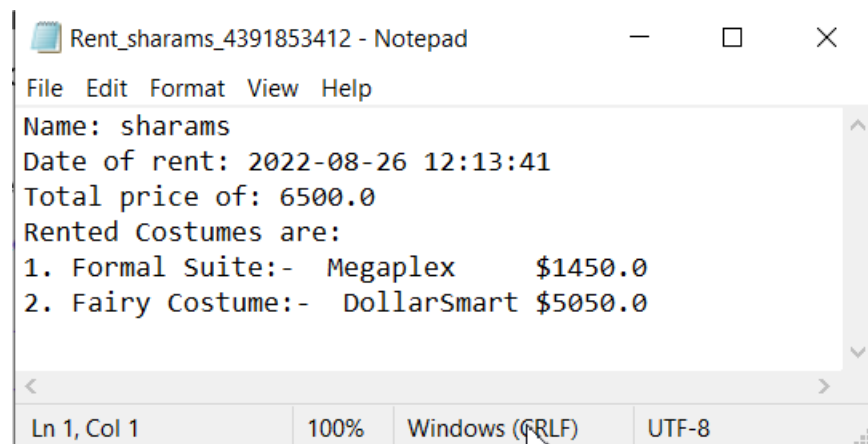 Rent_sharams_4391853412 - Notepad
File Edit Format View Help
Name: sharams
Date of rent: 2022-08-26 12:13:41
Total price of: 6500.0
Rented Costumes are:
1. Formal Suite:-  Megaplex     $1450.0
2. Fairy Costume:-  DollarSmart $5050.0
Ln 1, Col 1 100% Windows (CRLF) UTF-8